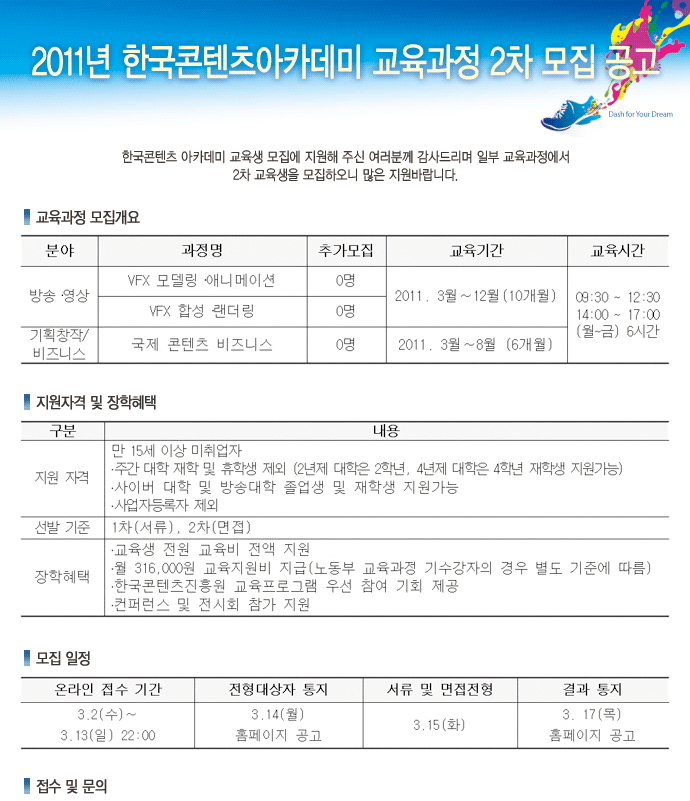 2011년 한국콘텐츠아카데미 교육과정 2차 모집 공고
Dash for Your Dream
한국콘텐츠 아카데미 교육생 모집에 지원해 주신 여러분께 감사드리며 일부 교육과정에서
2차 교육생을 모집하오니 많은 지원바랍니다.
교육과정 모집개요
분야 과정명 추가모집 교육기간 교육시간
방송·영상 VFX 모델링·애니메이션 0명 2011. 3월~12월(10개월)
VFX 합성·랜더링 0명
09:30 ~ 12:30
14:00 ~ 17:00
(월~금) 6시간
기획창작/
비즈니스 국제 콘텐츠 비즈니스 0명 2011. 3월~8월 (6개월)
지원자격 및 장학혜택
구분 내용
지원 자격
만 15세 이상 미취업자
·주간 대학 재학 및 휴학생 제외 (2년제 대학은 2학년, 4년제 대학은 4학년 재학생 지원가능)
·사이버 대학 및 방송대학 졸업생 및 재학생 지원가능
·사업자등록자 제외
선발 기준 1차(서류), 2차(면접)
장학혜택
·교육생 전원 교육비 전액 지원
·월 316,000원 교육지원비 지급(노동부 교육과정 기수강자의 경우 별도 기준에 따름)
·한국콘텐츠진흥원 교육프로그램 우선 참여 기회 제공
·컨퍼런스 및 전시회 참가 지원
모집 일정
온라인 접수 기간 전형대상자 통지 서류 및 면접전형 결과 통지
3.2(수)~ 3.14(월) 3.15(화) 3. 17(목)
3.13(일) 22:00 홈페이지 공고 홈페이지 공고
접수 및 문의